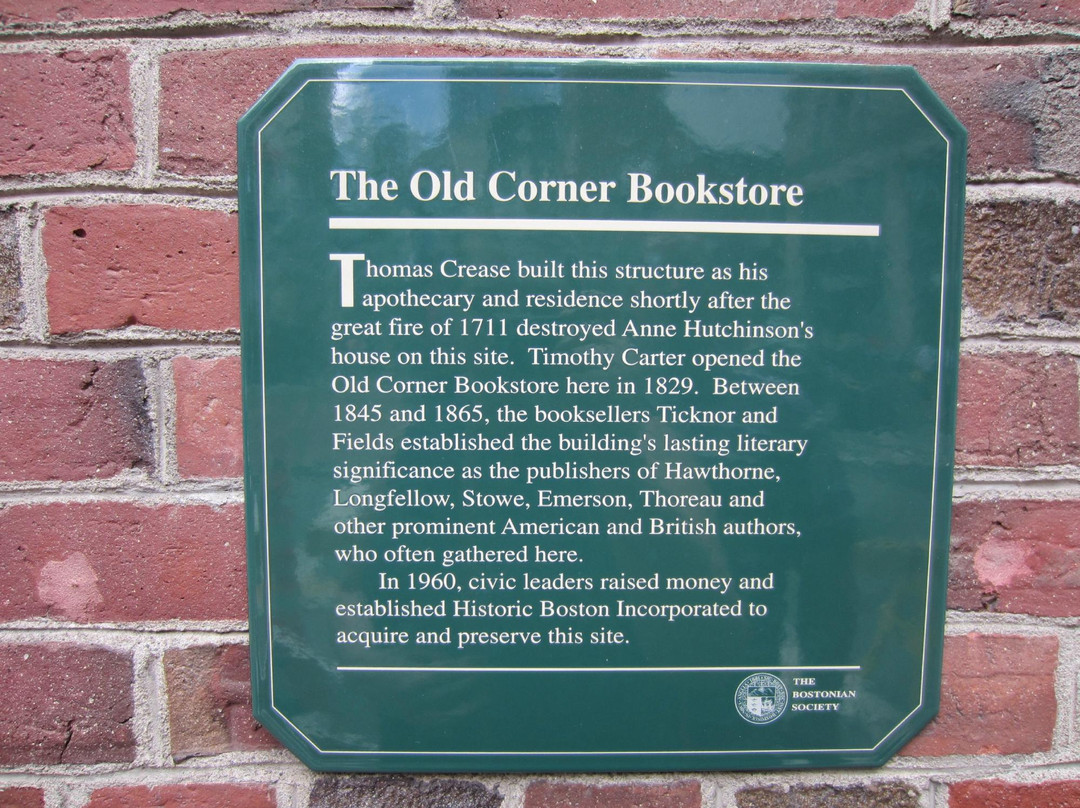 The Old Corner Bookstore
Thomas Crease built this structure as his
apothecary and residence shortly after the
great fire of 1711 destroyed Anne Hutchinson's
house on this site. Timothy Carter opened the
Old Corner Bookstore here in 1829. Between
1845 and 1865, the booksellers Ticknor and
Fields established the building's lasting literary
significance as the publishers of Hawthorne,
Longfellow, Stowe, Emerson, Thoreau and
other prominent American and British authors,
who often gathered here.
In 1960, civic leaders raised money and
established Historic Boston Incorporated to
acquire and preserve this site.
THE
BOSTONIAN
SOCIETY